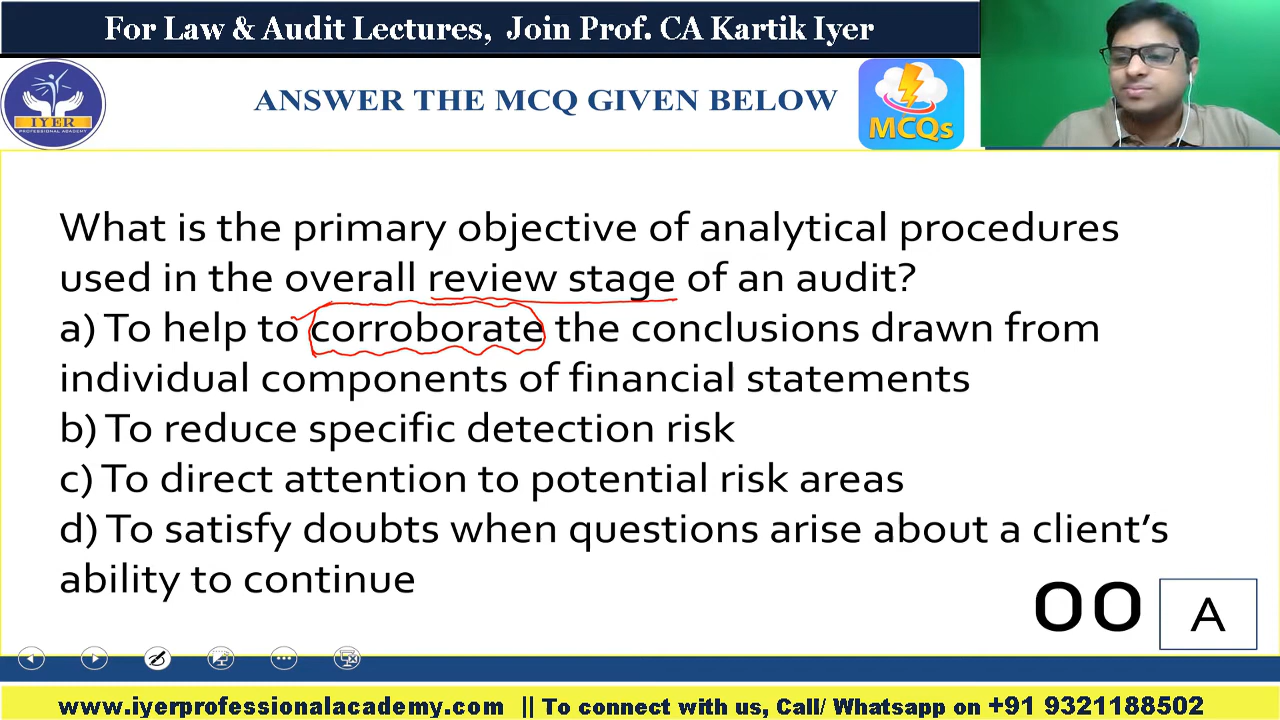 For Law & Audit Lectures, Join Prof. CA Kartik Iyer
IYER
PROFESSIONAL ACADEMY
ANSWER THE MCQ GIVEN BELOW
MCQs
What is the primary objective of analytical procedures
used in the overall review stage of an audit?
a) To help to corroborate the conclusions drawn from
individual components of financial statements
b) To reduce specific detection risk
c) To direct attention to potential risk areas
d) To satisfy doubts when questions arise about a client’s
ability to continue
00
A
www.iyerprofessionalacademy.com || To connect with us, Call/ Whatsapp on +91 9321188502